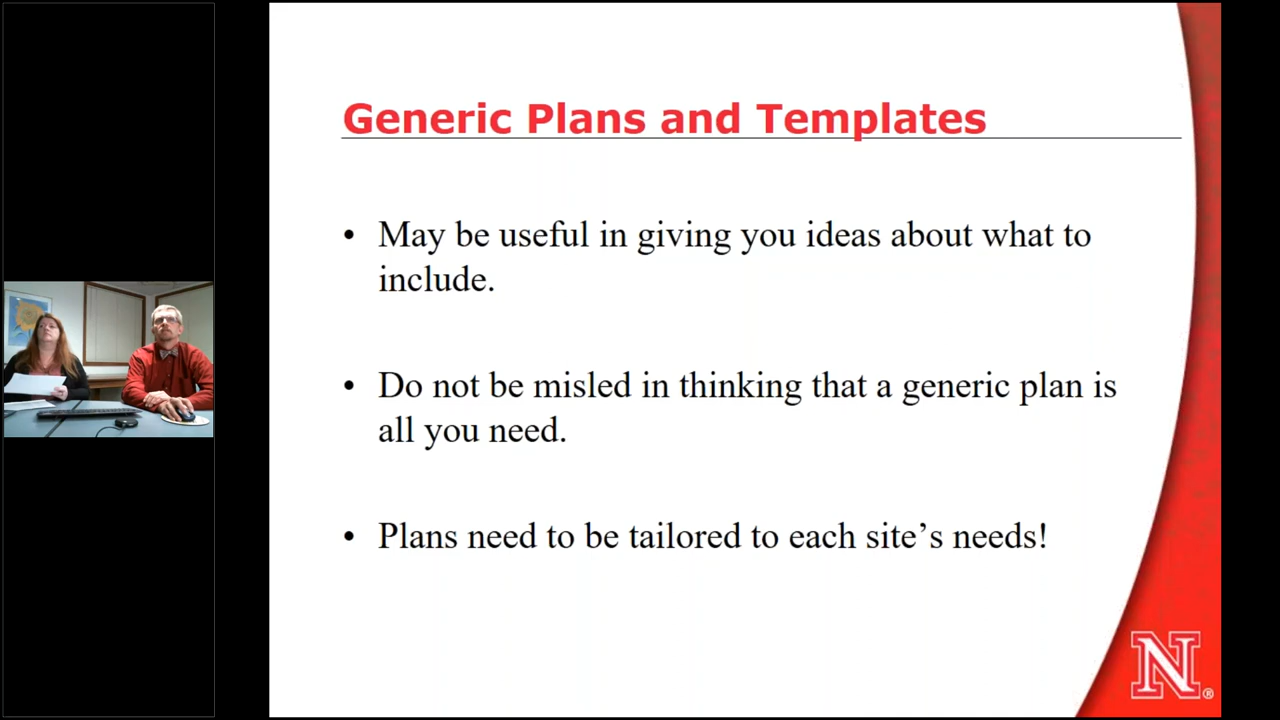 Generic Plans and Templates
• May be useful in giving you ideas about what to
include.
• Do not be misled in thinking that a generic plan is
all you need.
• Plans need to be tailored to each site’s needs!
N®